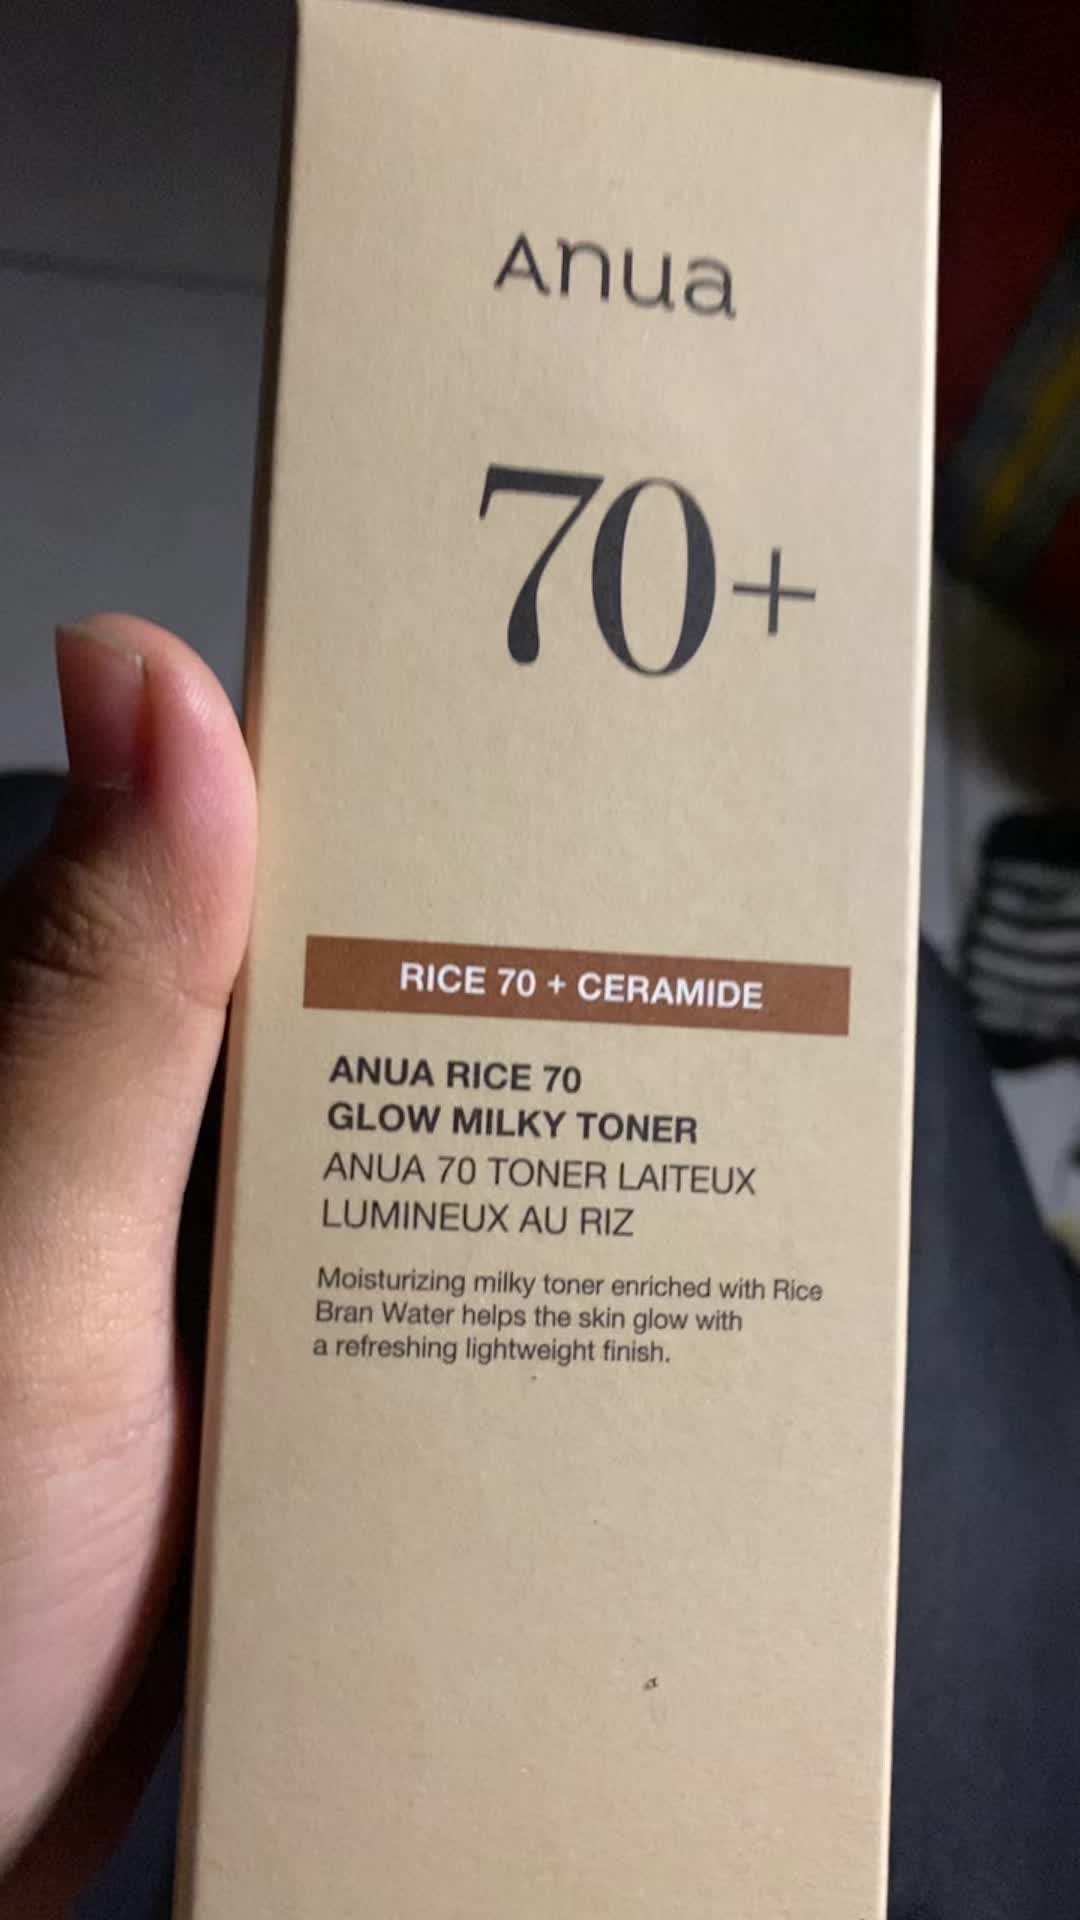 Anua
70+
RICE 70 + CERAMIDE
ANUA RICE 70
GLOW MILKY TONER
ANUA 70 TONER LAITEUX
LUMINEUX AU RIZ
Moisturizing milky toner enriched with Rice
Bran Water helps the skin glow with
a refreshing lightweight finish.